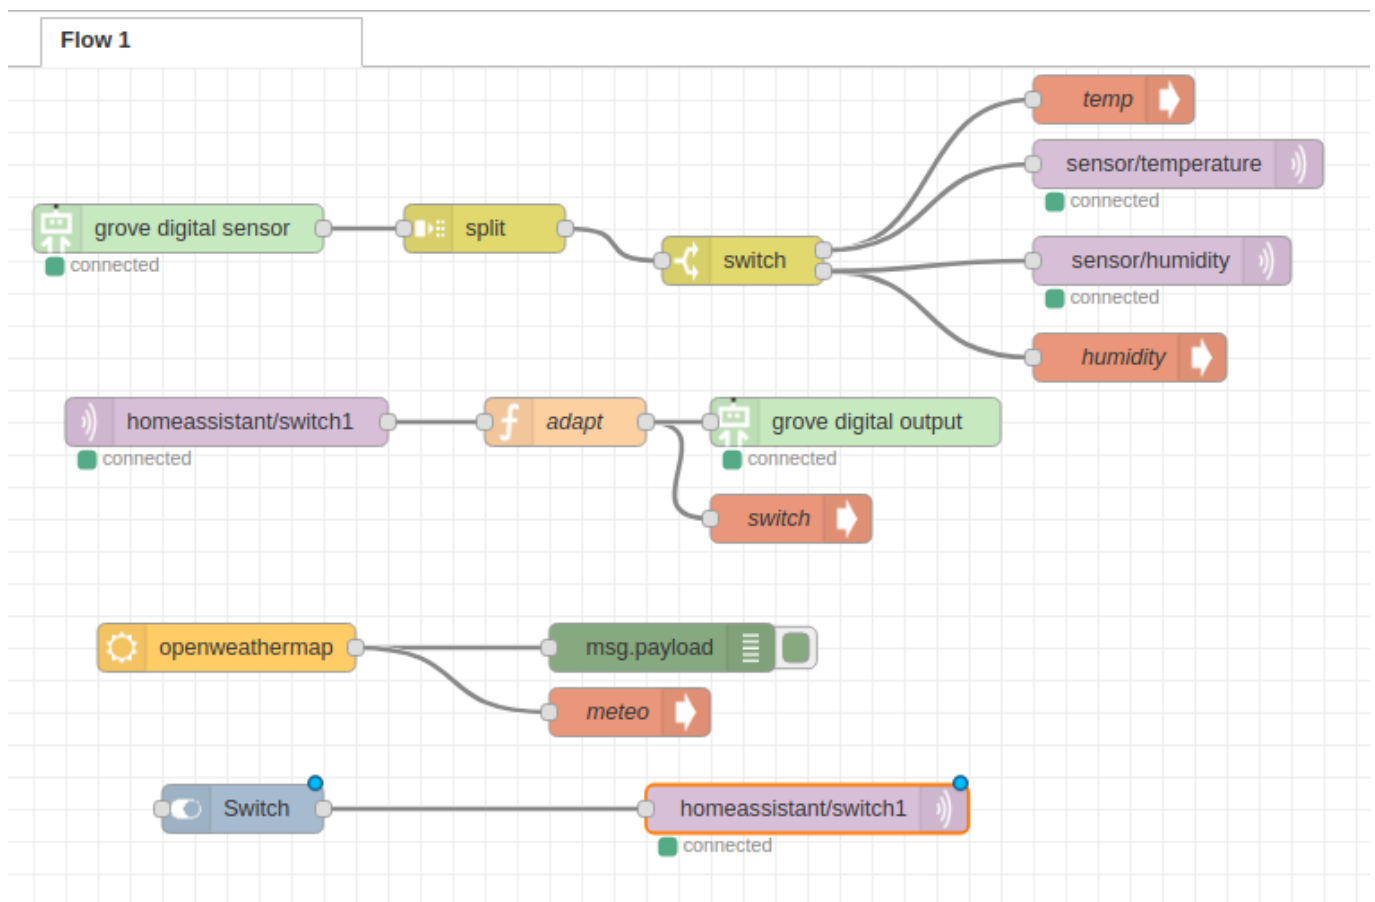 Flow 1
temp
sensor/temperature
connected
grove digital sensor
connected
split
switch
sensor/humidity
connected
humidity
homeassistant/switch1
connected
adapt
grove digital output
connected
switch
openweathermap
msg.payload
meteo
Switch
homeassistant/switch1
connected